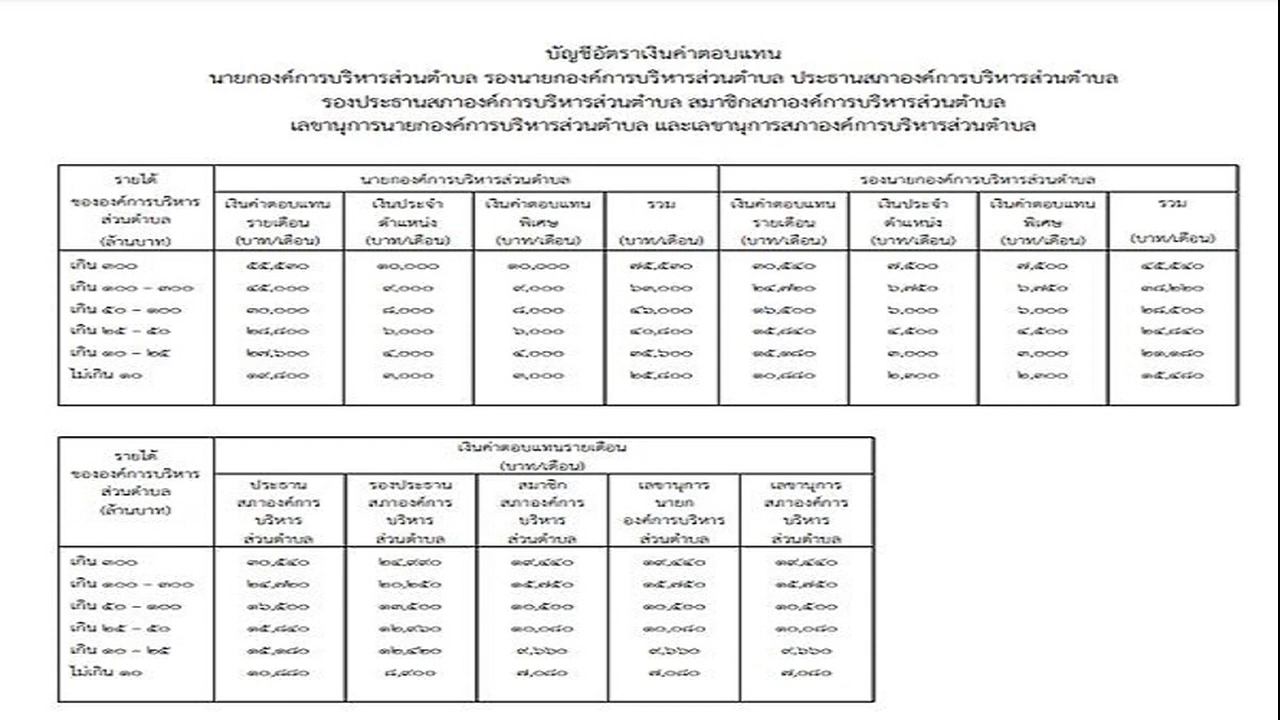 บัญชีอัตราเงินค่าตอบแทน
นายกองค์การบริหารส่วนตำบล รองนายกองค์การบริหารส่วนตำบล ประธานสภาองค์การบริหารส่วนตำบล
รองประธานสภาองค์การบริหารส่วนตำบล สมาชิกสภาองค์การบริหารส่วนตำบล
เลขานุการนายกองค์การบริหารส่วนตำบล และเลขานุการสภาองค์การบริหารส่วนตำบล
รายได้ ขององค์การบริหาร ส่วนตำบล (ล้านบาท) นายกองค์การบริหารส่วนตำบล รองนายกองค์การบริหารส่วนตำบล
เงินค่าตอบแทน เงินประจำ เงินค่าตอบแทน รวม เงินค่าตอบแทน เงินประจำ เงินค่าตอบแทน รวม
รายเดือน ตำแหน่ง พิเศษ รายเดือน ตำแหน่ง พิเศษ
(บาท/เดือน) (บาท/เดือน) (บาท/เดือน) (บาท/เดือน) (บาท/เดือน) (บาท/เดือน) (บาท/เดือน) (บาท/เดือน)
เกิน ๓๐๐ ๕๕,๕๓๐ ๑๐,๐๐๐ ๑๐,๐๐๐ ๗๕,๕๓๐ ๓๐,๕๔๐ ๗,๕๐๐ ๗,๕๐๐ ๔๕,๕๔๐
เกิน ๑๐๐ - ๓๐๐ ๔๕,๐๐๐ ๙,๐๐๐ ๙,๐๐๐ ๖๓,๐๐๐ ๒๔,๗๒๐ ๖,๗๕๐ ๖,๗๕๐ ๓๘,๒๒๐
เกิน ๕๐ - ๑๐๐ ๓๐,๐๐๐ ๘,๐๐๐ ๘,๐๐๐ ๔๖,๐๐๐ ๑๖,๕๐๐ ๖,๐๐๐ ๖,๐๐๐ ๒๘,๕๐๐
เกิน ๒๕ - ๕๐ ๒๘,๘๐๐ ๖,๐๐๐ ๖,๐๐๐ ๔๐,๘๐๐ ๑๕,๘๔๐ ๔,๕๐๐ ๔,๕๐๐ ๒๔,๘๔๐
เกิน ๑๐ - ๒๕ ๒๗,๖๐๐ ๔,๐๐๐ ๔,๐๐๐ ๓๕,๖๐๐ ๑๕,๑๘๐ ๓,๐๐๐ ๓,๐๐๐ ๒๑,๑๘๐
ไม่เกิน ๑๐ ๑๙,๘๐๐ ๓,๐๐๐ ๓,๐๐๐ ๒๕,๘๐๐ ๑๐,๘๘๐ ๒,๓๐๐ ๒,๓๐๐ ๑๕,๔๘๐
รายได้ ขององค์การบริหาร ส่วนตำบล (ล้านบาท) เงินค่าตอบแทนรายเดือน
(บาท/เดือน)
ประธาน รองประธาน สมาชิก เลขานุการ เลขานุการ
สภาองค์การ สภาองค์การ สภาองค์การ นายก สภาองค์การ
บริหาร บริหาร บริหาร องค์การบริหาร บริหาร
ส่วนตำบล ส่วนตำบล ส่วนตำบล ส่วนตำบล ส่วนตำบล
เกิน ๓๐๐ ๓๐,๕๔๐ ๒๔,๙๙๐ ๑๙,๔๔๐ ๑๙,๔๔๐ ๑๙,๔๔๐
เกิน ๑๐๐ - ๓๐๐ ๒๔,๗๒๐ ๒๐,๒๕๐ ๑๕,๗๕๐ ๑๕,๗๕๐ ๑๕,๗๕๐
เกิน ๕๐ - ๑๐๐ ๑๖,๕๐๐ ๑๓,๕๐๐ ๑๐,๕๐๐ ๑๐,๕๐๐ ๑๐,๕๐๐
เกิน ๒๕ - ๕๐ ๑๕,๘๔๐ ๑๒,๙๖๐ ๑๐,๐๘๐ ๑๐,๐๘๐ ๑๐,๐๘๐
เกิน ๑๐ - ๒๕ ๑๕,๑๘๐ ๑๒,๔๒๐ ๙,๖๖๐ ๙,๖๖๐ ๙,๖๖๐
ไม่เกิน ๑๐ ๑๐,๘๘๐ ๘,๙๐๐ ๗,๐๘๐ ๗,๐๘๐ ๗,๐๘๐